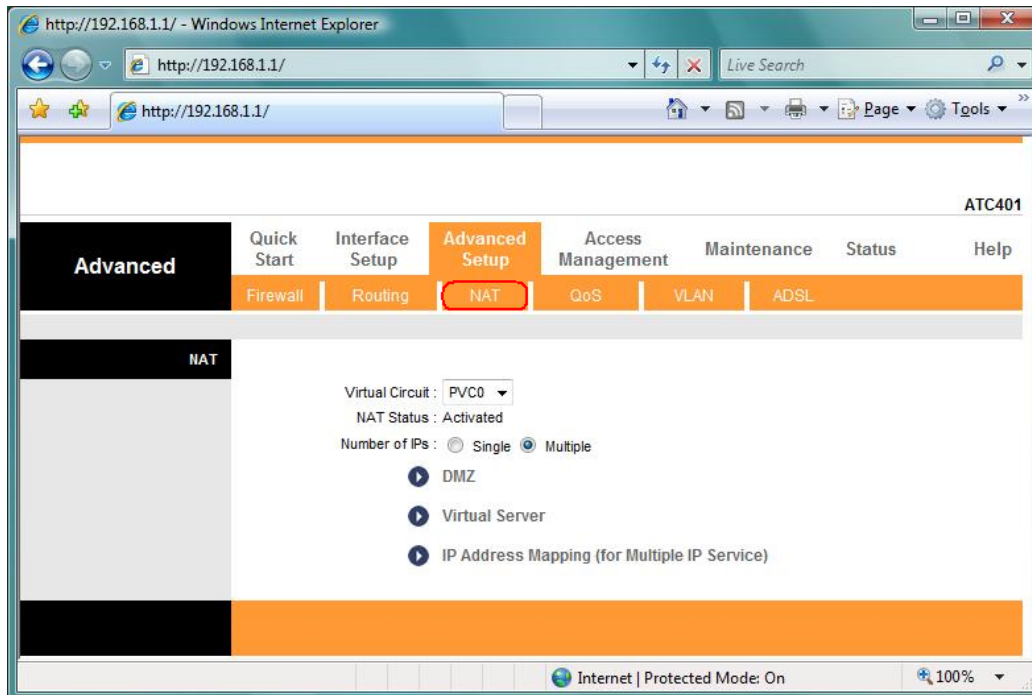 http://192.168.1.1/ - Windows Internet Explorer
http://192.168.1.1/
Live Search
http://192.168.1.1/
Page
Tools
ATC401
Advanced
Quick Start
Interface Setup
Advanced Setup
Access Management
Maintenance
Status
Help
Firewall
Routing
NAT
QoS
VLAN
ADSL
NAT
Virtual Circuit : PVC0
NAT Status : Activated
Number of IPs : Single Multiple
DMZ
Virtual Server
IP Address Mapping (for Multiple IP Service)
Internet | Protected Mode: On
100%